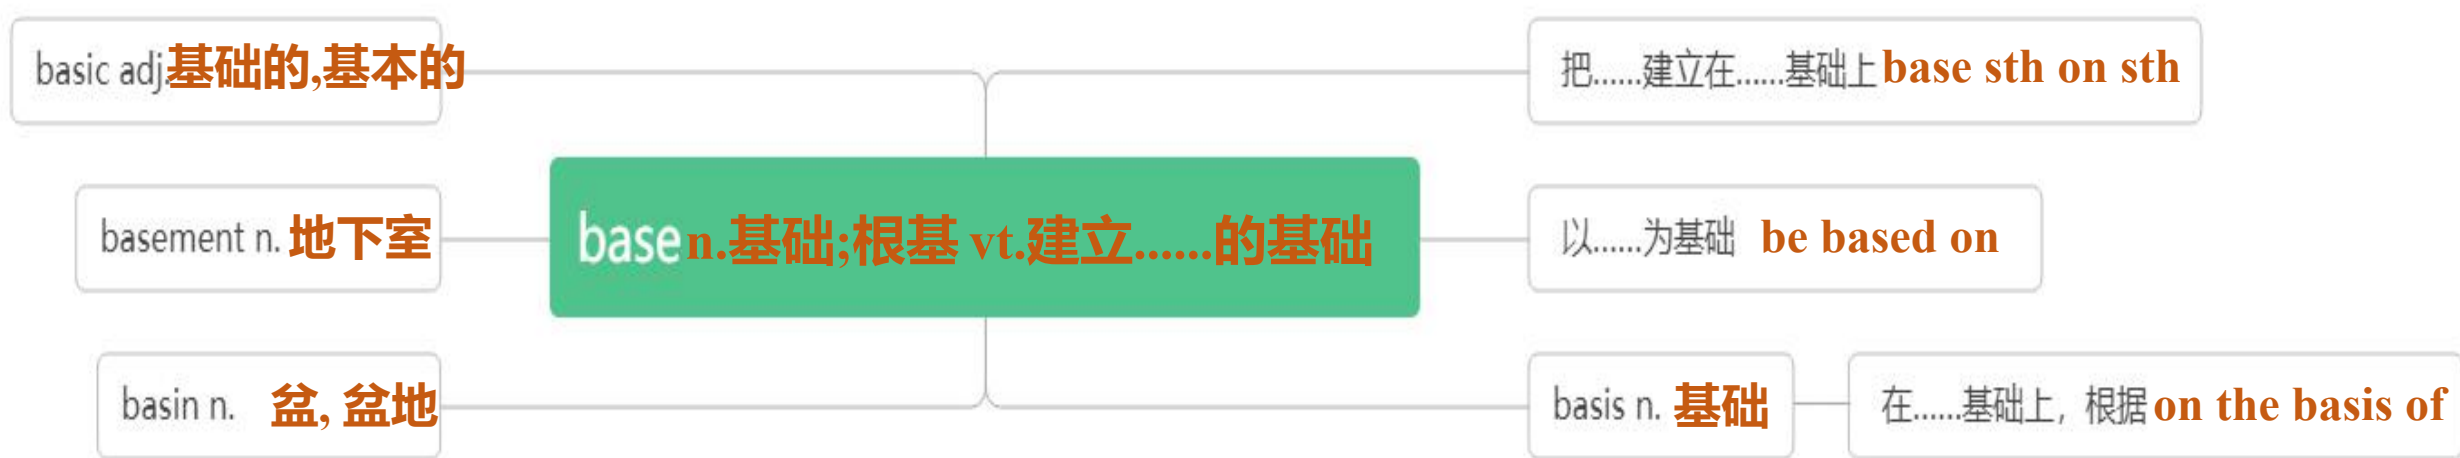 basic adj.基础的,基本的
basement n. 地下室
basin n. 盆, 盆地
base n.基础;根基 vt.建立......的基础
把......建立在......基础上 base sth on sth
以......为基础 be based on
basis n. 基础
在......基础上, 根据 on the basis of